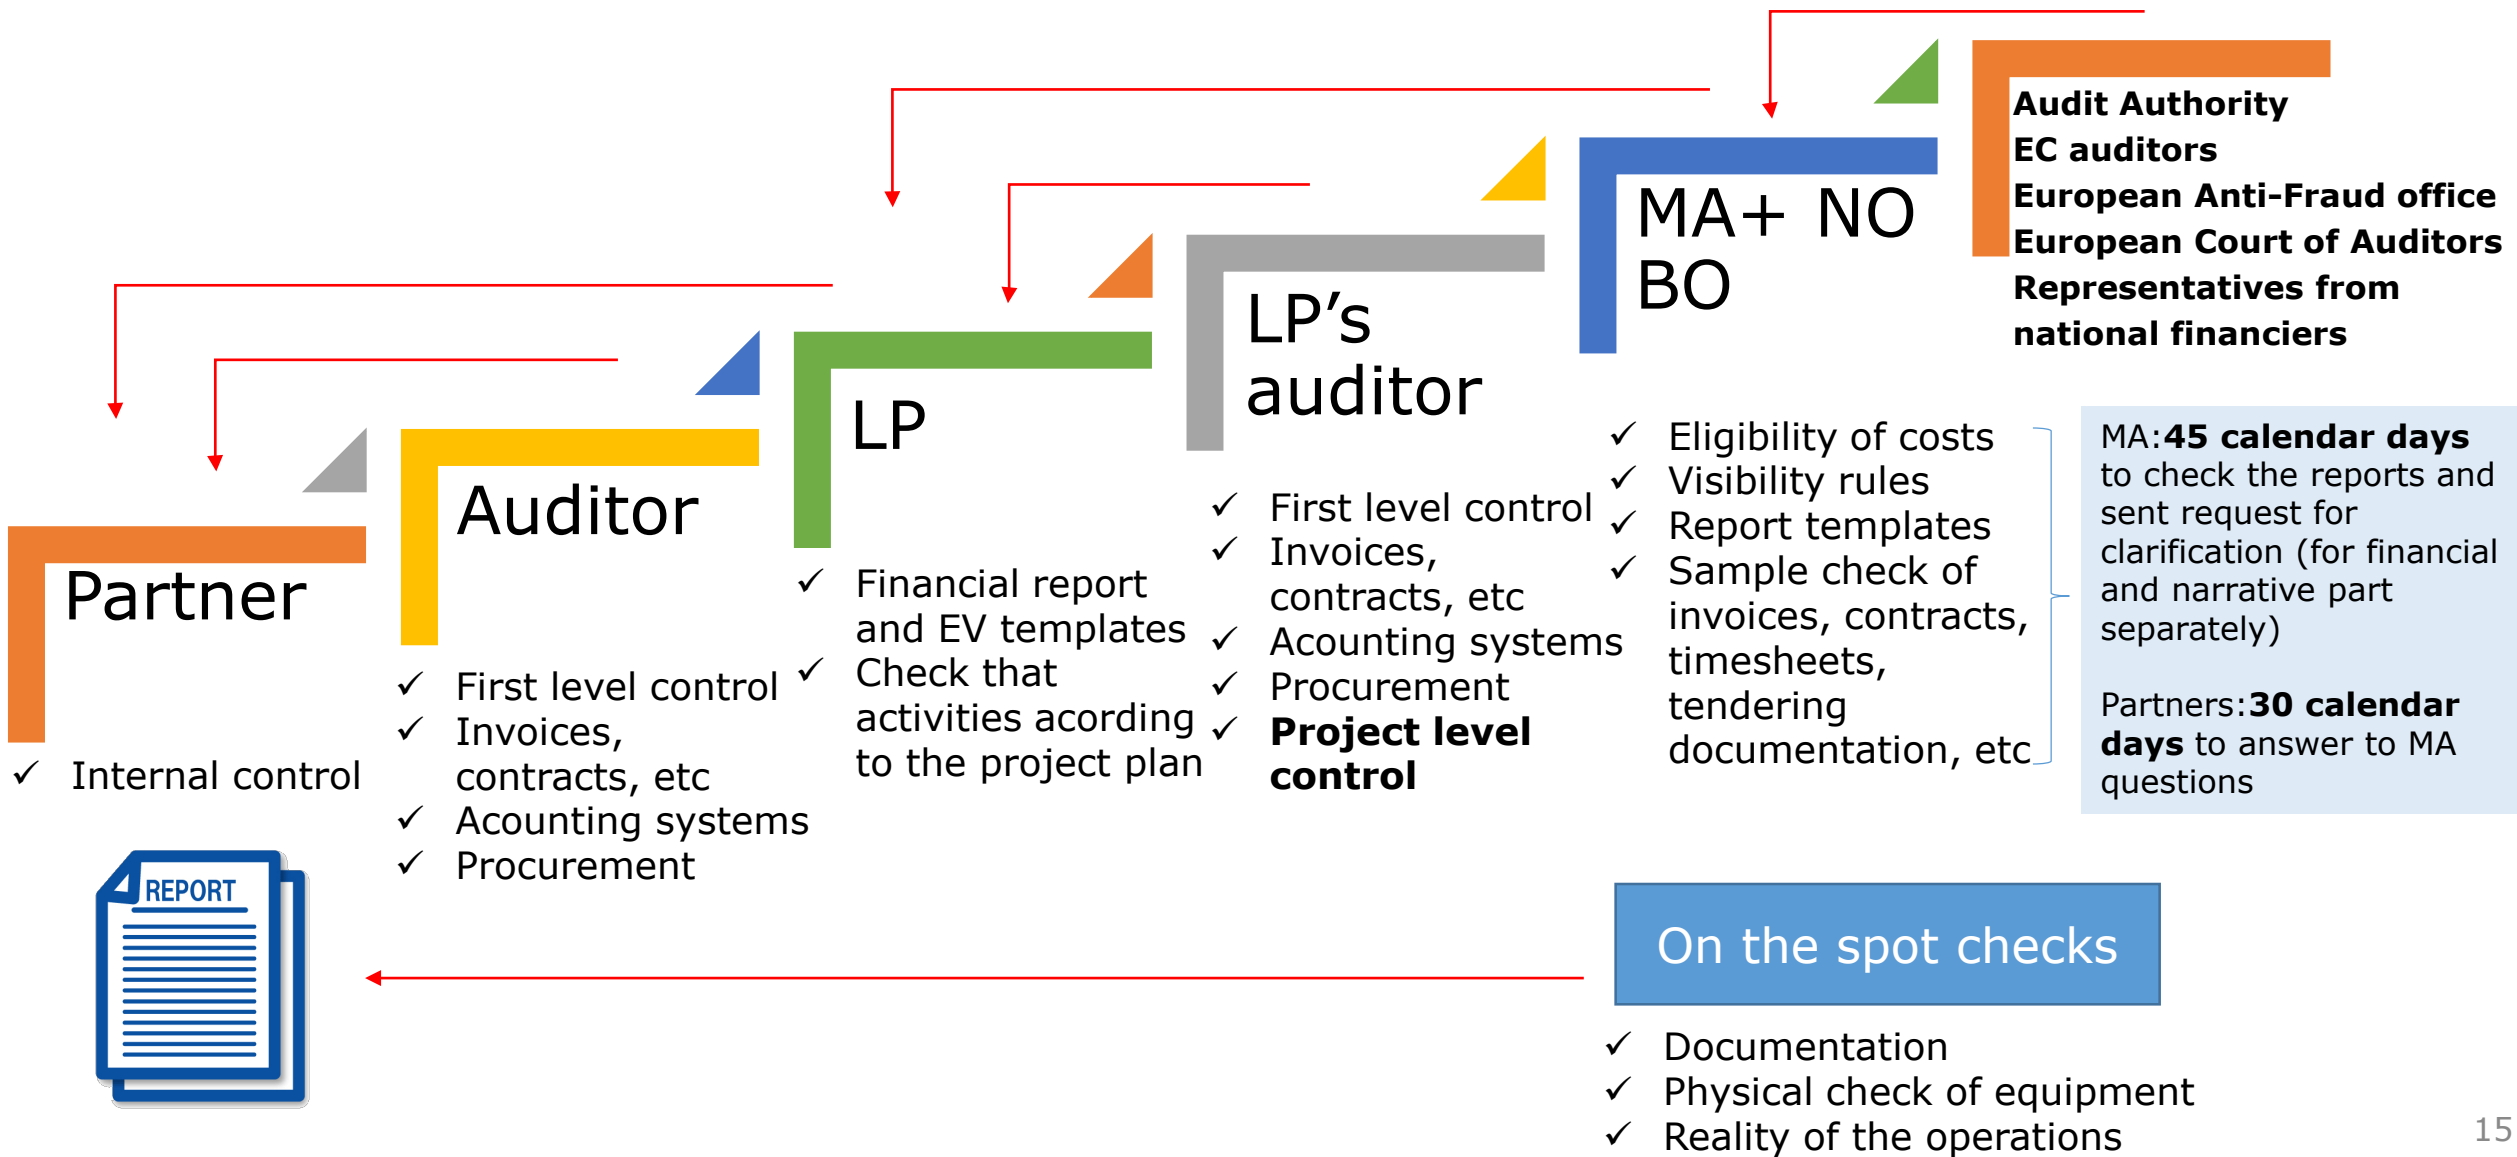 Partner
✓ Internal control
REPORT
Auditor
✓ First level control
✓ Invoices,
contracts, etc
✓ Acounting systems
✓ Procurement
LP
✓ Financial report
and EV templates
✓ Check that
activities acording
to the project plan
LP’s
auditor
✓ First level control
✓ Invoices,
contracts, etc
✓ Acounting systems
✓ Procurement
✓ Project level
control
MA+ NO
BO
✓ Eligibility of costs
✓ Visibility rules
✓ Report templates
✓ Sample check of
invoices, contracts,
timesheets,
tendering
documentation, etc
Audit Authority
EC auditors
European Anti-Fraud office
European Court of Auditors
Representatives from
national financiers
MA:45 calendar days
to check the reports and
sent request for
clarification (for financial
and narrative part
separately)
Partners:30 calendar
days to answer to MA
questions
On the spot checks
✓ Documentation
✓ Physical check of equipment
✓ Reality of the operations
15